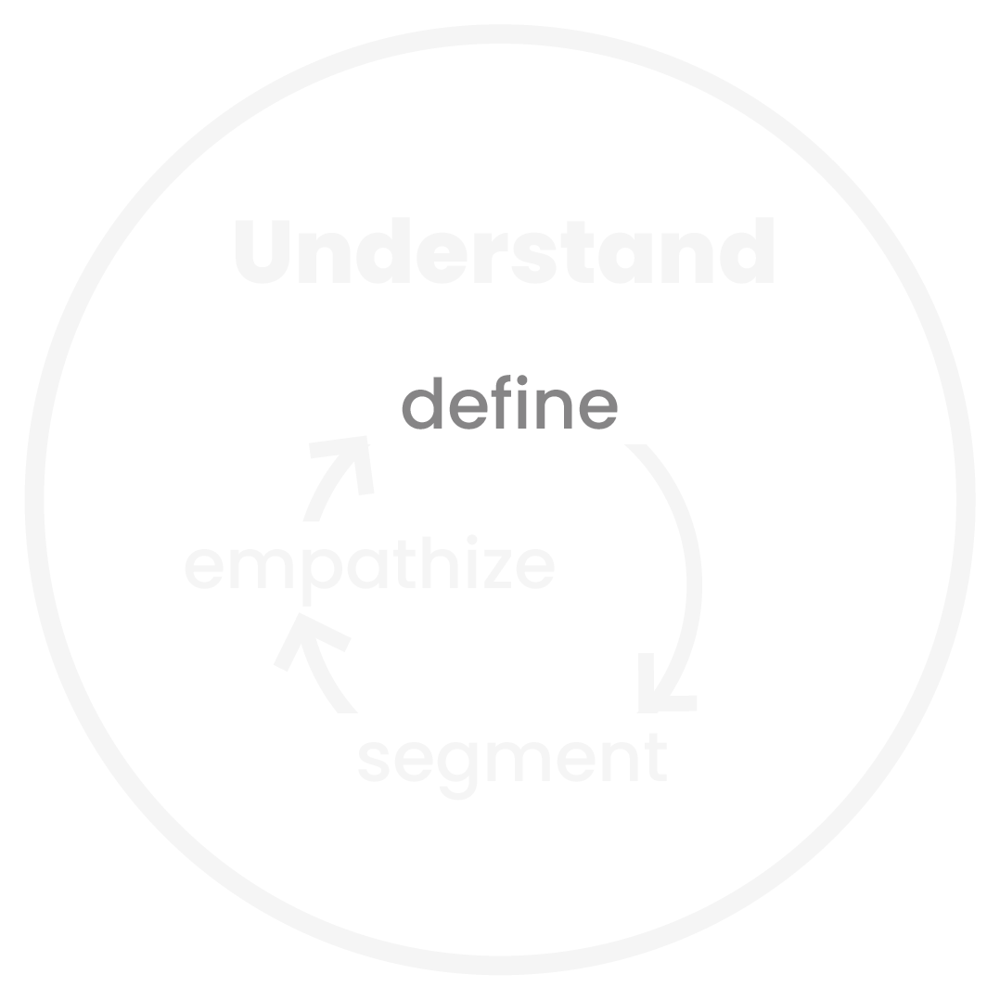 Understand
define
empathize
segment